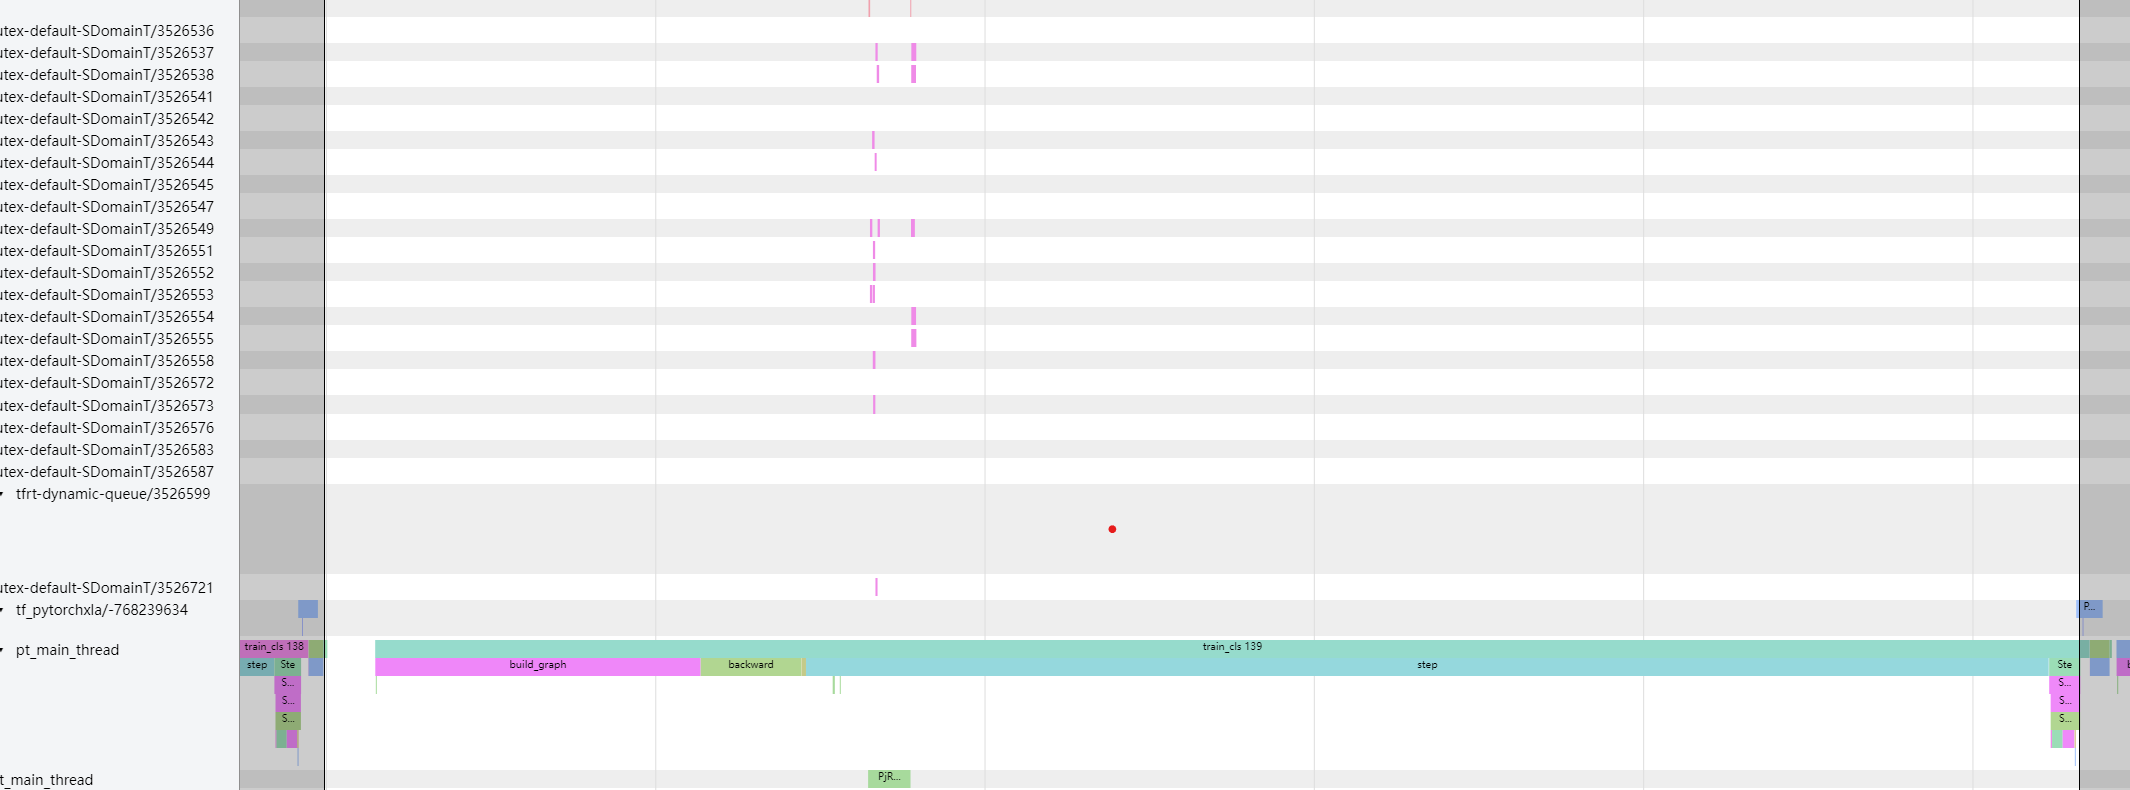 utex-default-SDomainT/3526536
utex-default-SDomainT/3526537
utex-default-SDomainT/3526538
utex-default-SDomainT/3526541
utex-default-SDomainT/3526542
utex-default-SDomainT/3526543
utex-default-SDomainT/3526544
utex-default-SDomainT/3526545
utex-default-SDomainT/3526547
utex-default-SDomainT/3526549
utex-default-SDomainT/3526551
utex-default-SDomainT/3526552
utex-default-SDomainT/3526553
utex-default-SDomainT/3526554
utex-default-SDomainT/3526555
utex-default-SDomainT/3526558
utex-default-SDomainT/3526572
utex-default-SDomainT/3526573
utex-default-SDomainT/3526576
utex-default-SDomainT/3526583
utex-default-SDomainT/3526587
tfrt-dynamic-queue/3526599
utex-default-SDomainT/3526721
tf_pytorchxla/-768239634 P...
pt_main_thread train_cls 138 train_cls 139
step Ste build_graph backward step Ste
S... S...
S... S...
S... S...
t_main_thread PjR...